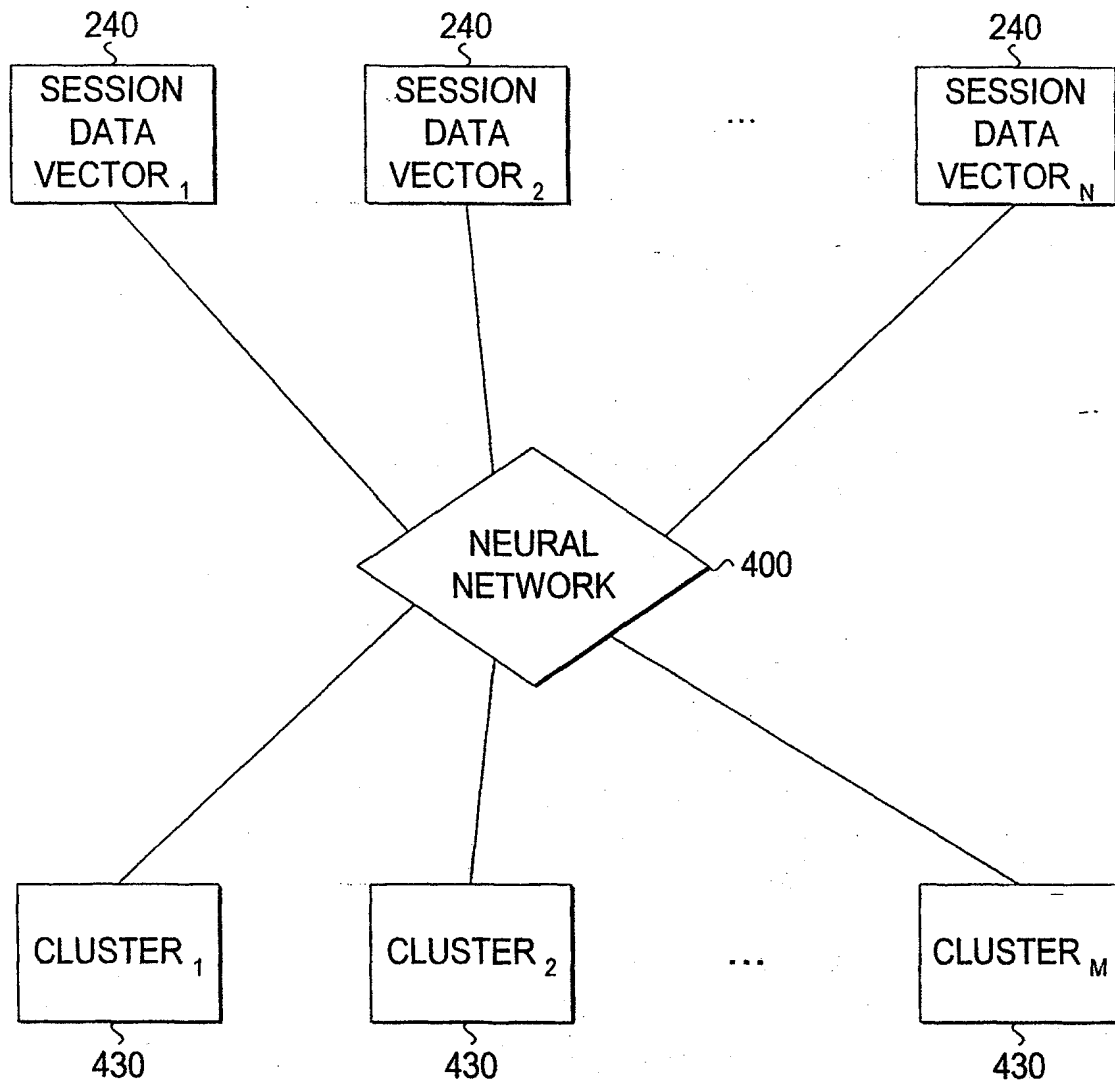 240 240 240
SESSION DATA VECTOR 1
SESSION DATA VECTOR 2
...
SESSION DATA VECTOR N
NEURAL NETWORK
400
CLUSTER 1
CLUSTER 2
...
CLUSTER M
430 430 430